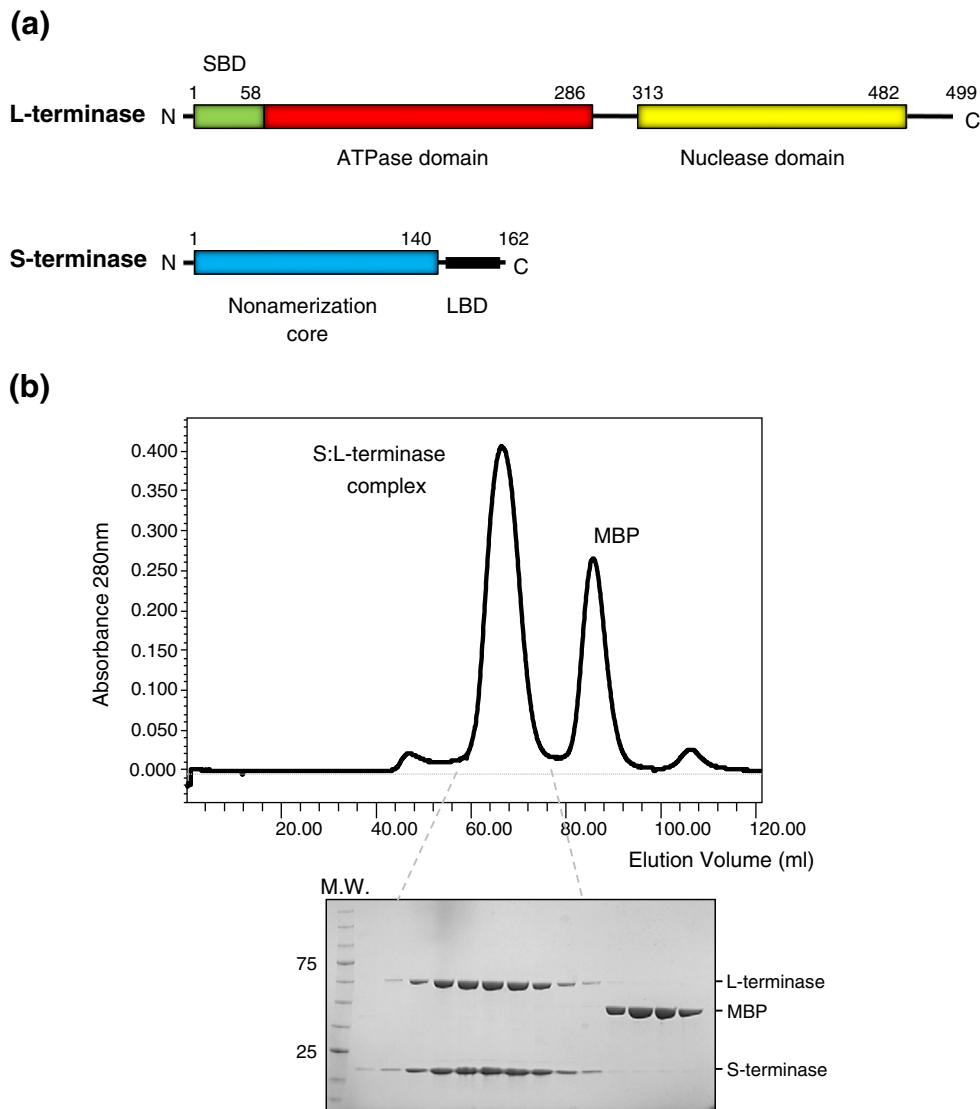 (a)
SBD
1 58 286 313 482 499
L-terminase N C
ATPase domain Nuclease domain
1 140 162
S-terminase N C
Nonamerization
core
LBD
(b)
S:L-terminase
complex
MBP
Absorbance 280nm
0.400
0.350
0.300
0.250
0.200
0.150
0.100
0.050
0.000
20.00 40.00 60.00 80.00 100.00 120.00
Elution Volume (ml)
M.W.
75
25
L-terminase
MBP
S-terminase